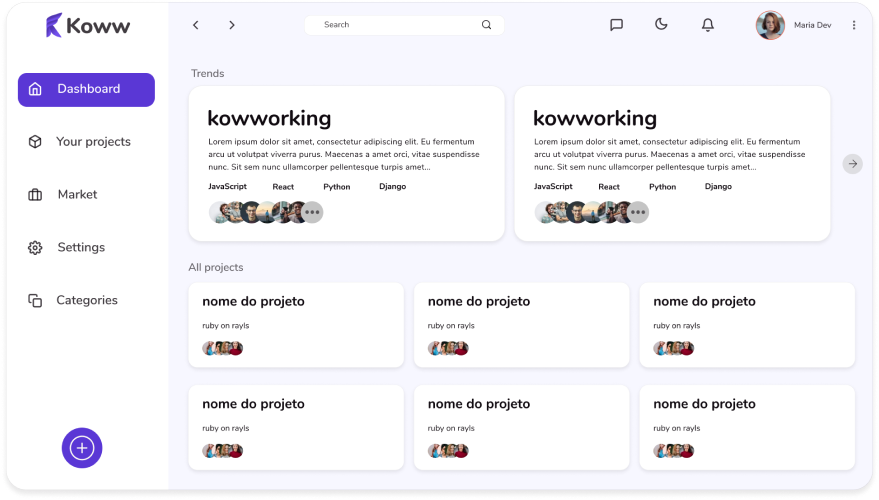 Koww
Search
Maria Dev
Dashboard
Your projects
Market
Settings
Categories
Trends
kowworking
Lorem ipsum dolor sit amet, consectetur adipiscing elit. Eu fermentum
arcu ut volutpat viverra purus. Maecenas a amet orci, vitae suspendisse
nunc. Sit sem nunc ullamcorper pellentesque turpis amet...
JavaScript React Python Django
kowworking
Lorem ipsum dolor sit amet, consectetur adipiscing elit. Eu fermentum
arcu ut volutpat viverra purus. Maecenas a amet orci, vitae suspendisse
nunc. Sit sem nunc ullamcorper pellentesque turpis amet...
JavaScript React Python Django
All projects
nome do projeto
ruby on rayls
nome do projeto
ruby on rayls
nome do projeto
ruby on rayls
nome do projeto
ruby on rayls
nome do projeto
ruby on rayls
nome do projeto
ruby on rayls